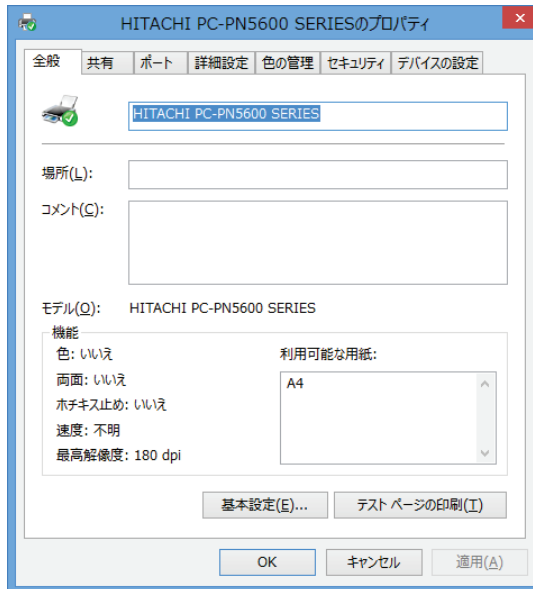 HITACHI PC-PN5600 SERIESのプロパティ
全般 共有 ポート 詳細設定 色の管理 セキュリティ デバイスの設定
HITACHI PC-PN5600 SERIES
場所(L):
コメント(C):
モデル(O): HITACHI PC-PN5600 SERIES
機能
色: いいえ
両面: いいえ
ホチキス止め: いいえ
速度: 不明
最高解像度: 180 dpi
利用可能な用紙:
A4
基本設定(E)... テスト ページの印刷(T)
OK キャンセル 適用(A)